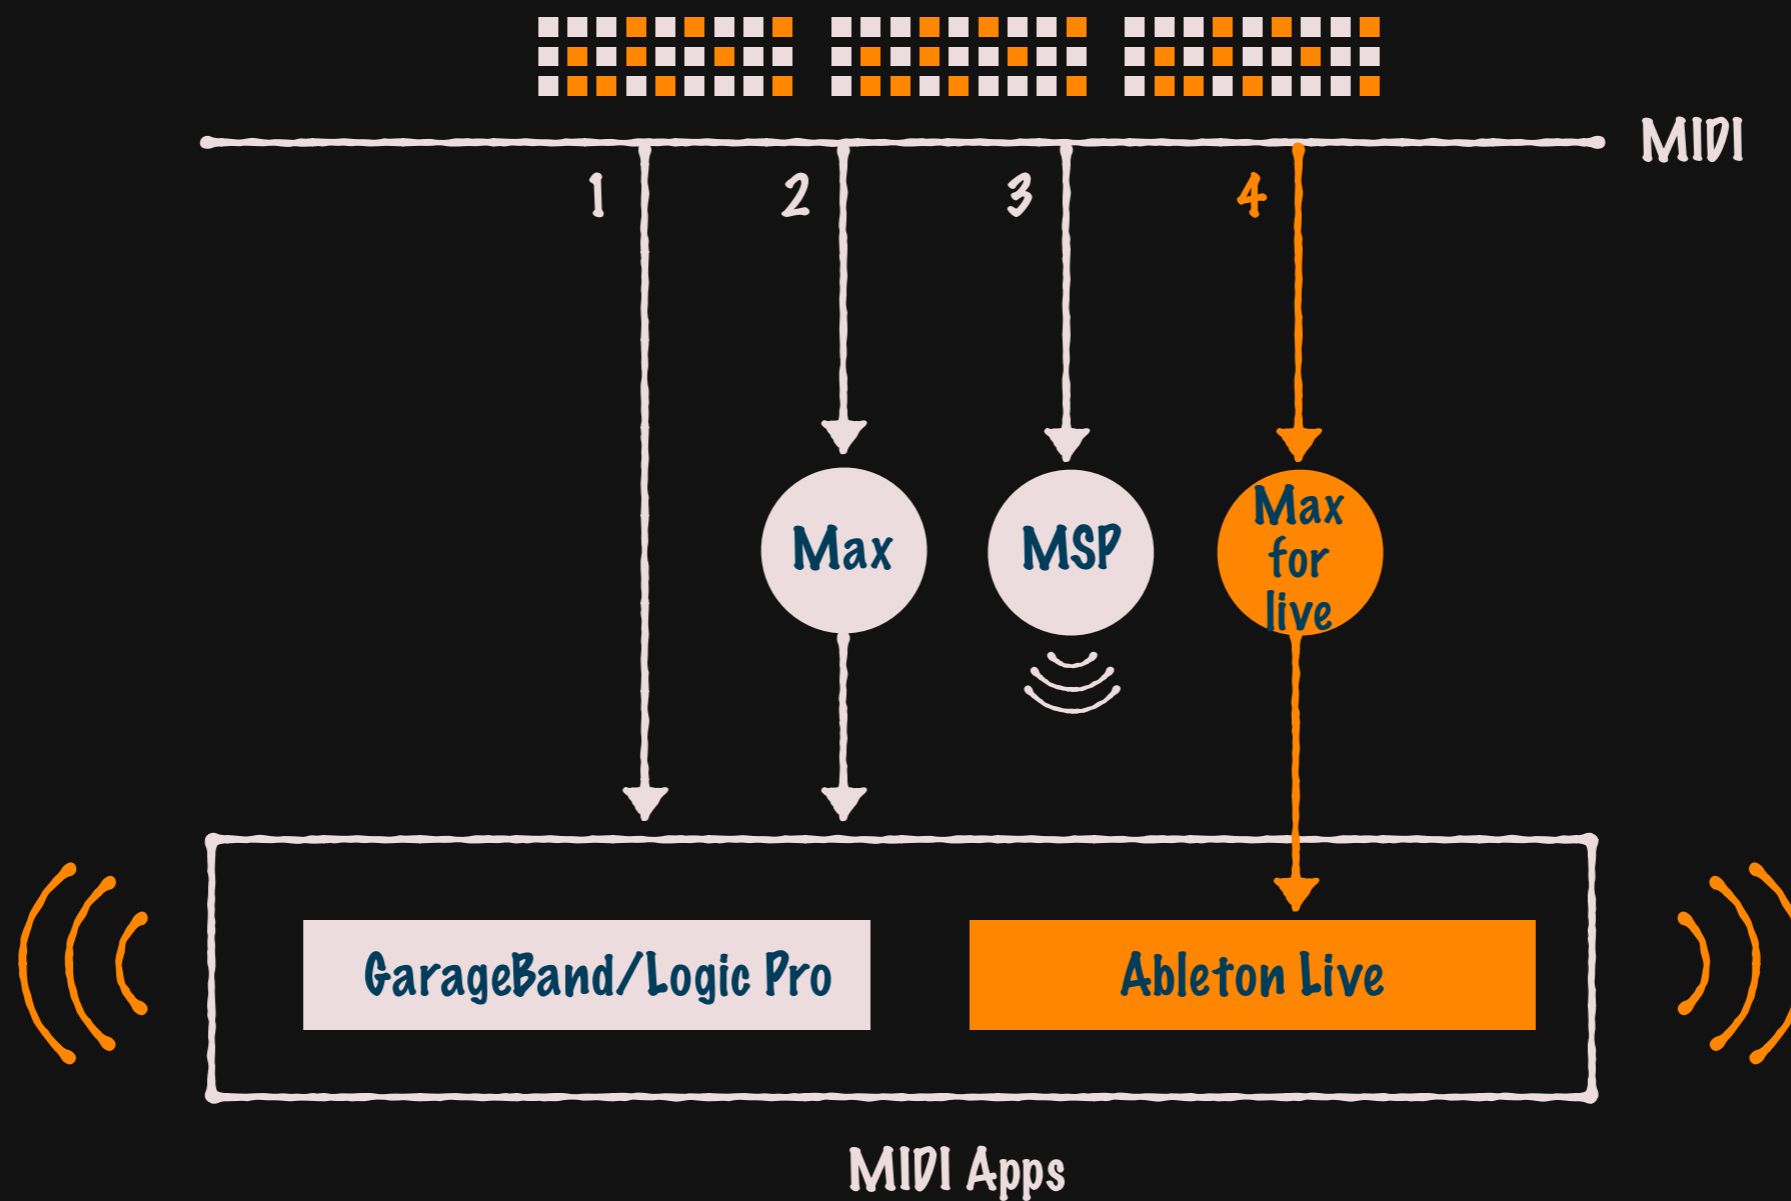 MIDI
1
2
3
4
Max
MSP
Max
for
live
GarageBand/Logic Pro
Ableton Live
MIDI Apps